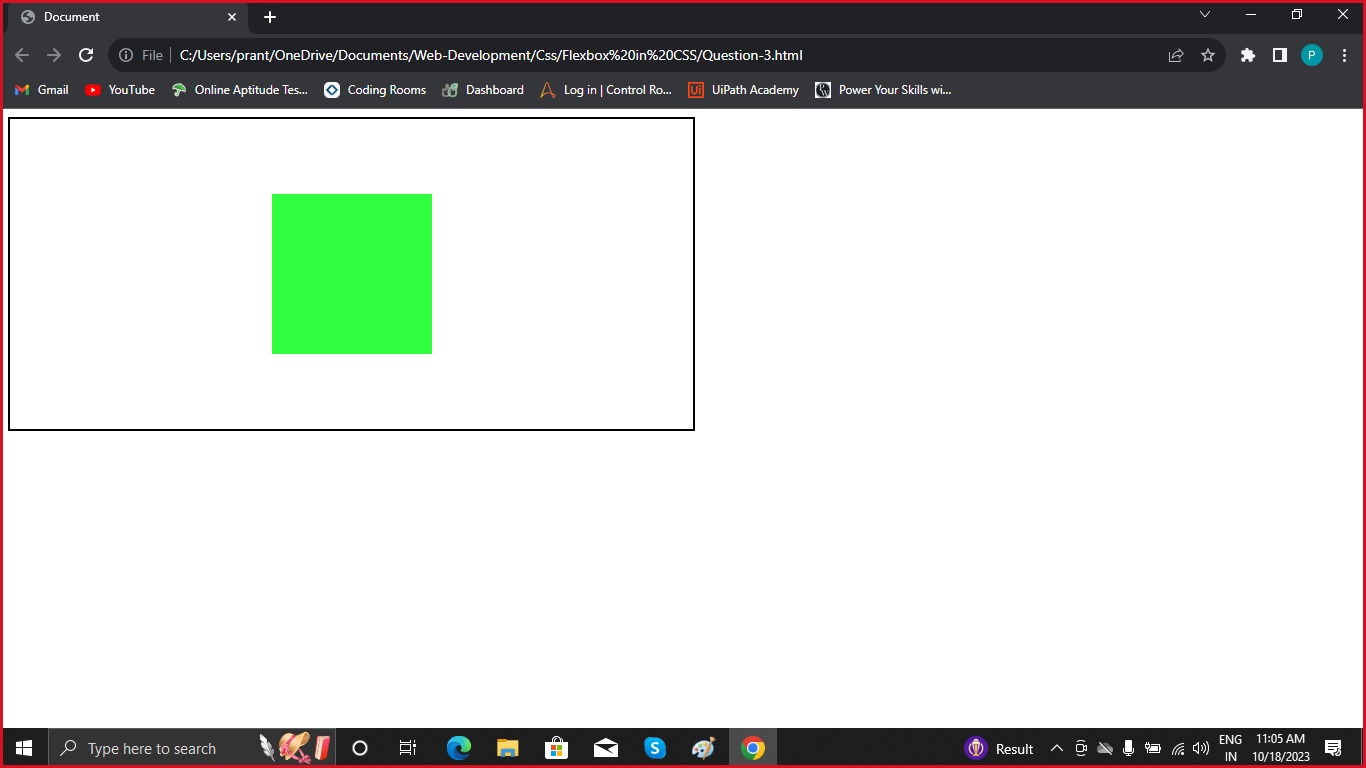 Document
File C:/Users/prant/OneDrive/Documents/Web-Development/Css/Flexbox%20in%20CSS/Question-3.html P
Gmail YouTube Online Aptitude Tes... Coding Rooms Dashboard Log in | Control Ro... Ui UiPath Academy Power Your Skills wi...
Type here to search S Result ENG 11:05 AM
IN 10/18/2023